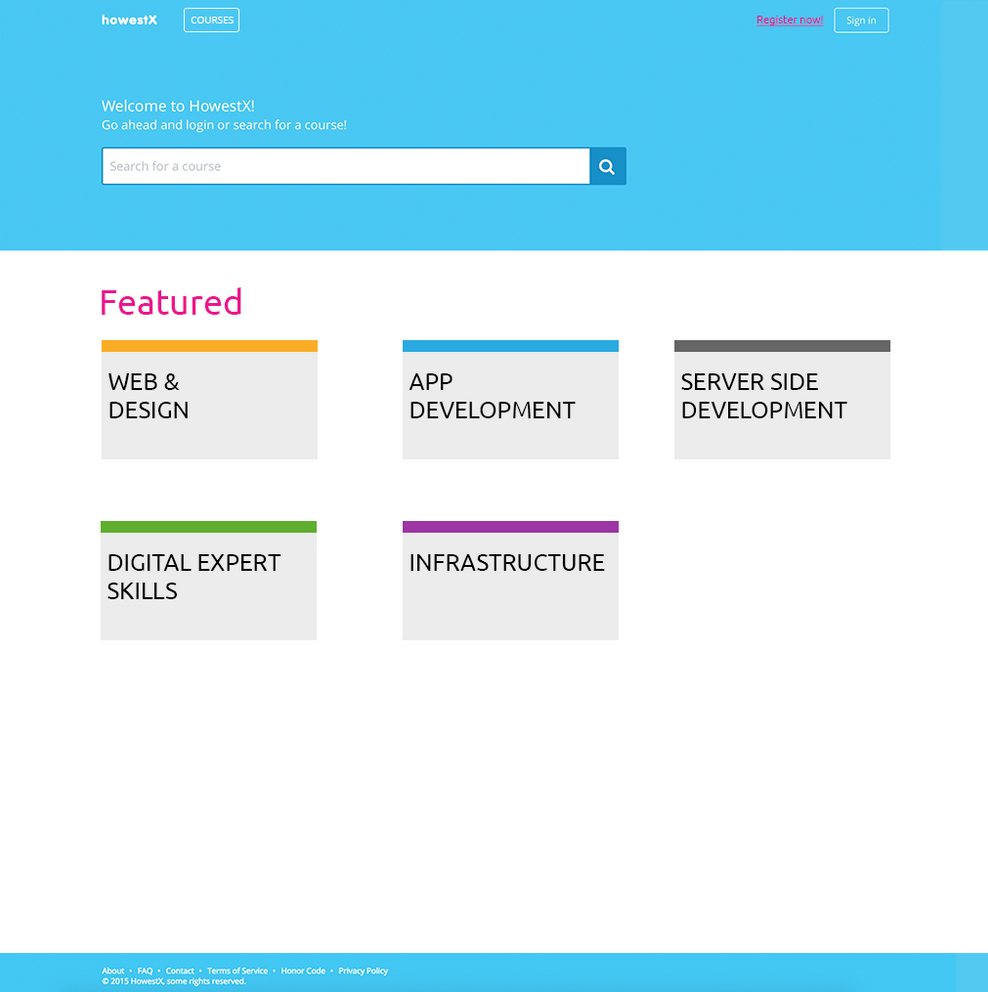 howestX
COURSES
Register now!
Sign in
Welcome to HowestX!
Go ahead and login or search for a course!
Search for a course
Featured
WEB &
DESIGN
APP
DEVELOPMENT
SERVER SIDE
DEVELOPMENT
DIGITAL EXPERT
SKILLS
INFRASTRUCTURE
About • FAQ • Contact • Terms of Service • Honor Code • Privacy Policy
© 2015 HowestX, some rights reserved.